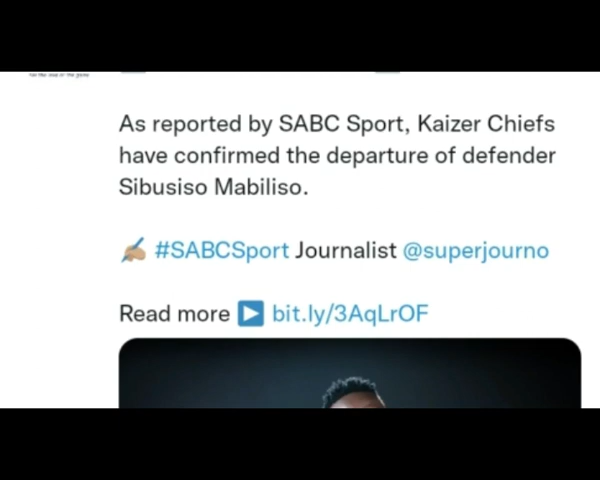 As reported by SABC Sport, Kaizer Chiefs
have confirmed the departure of defender
Sibusiso Mabiliso.
✍🏽 #SABCSport Journalist @superjourno
Read more ▶ bit.ly/3AqLrOF